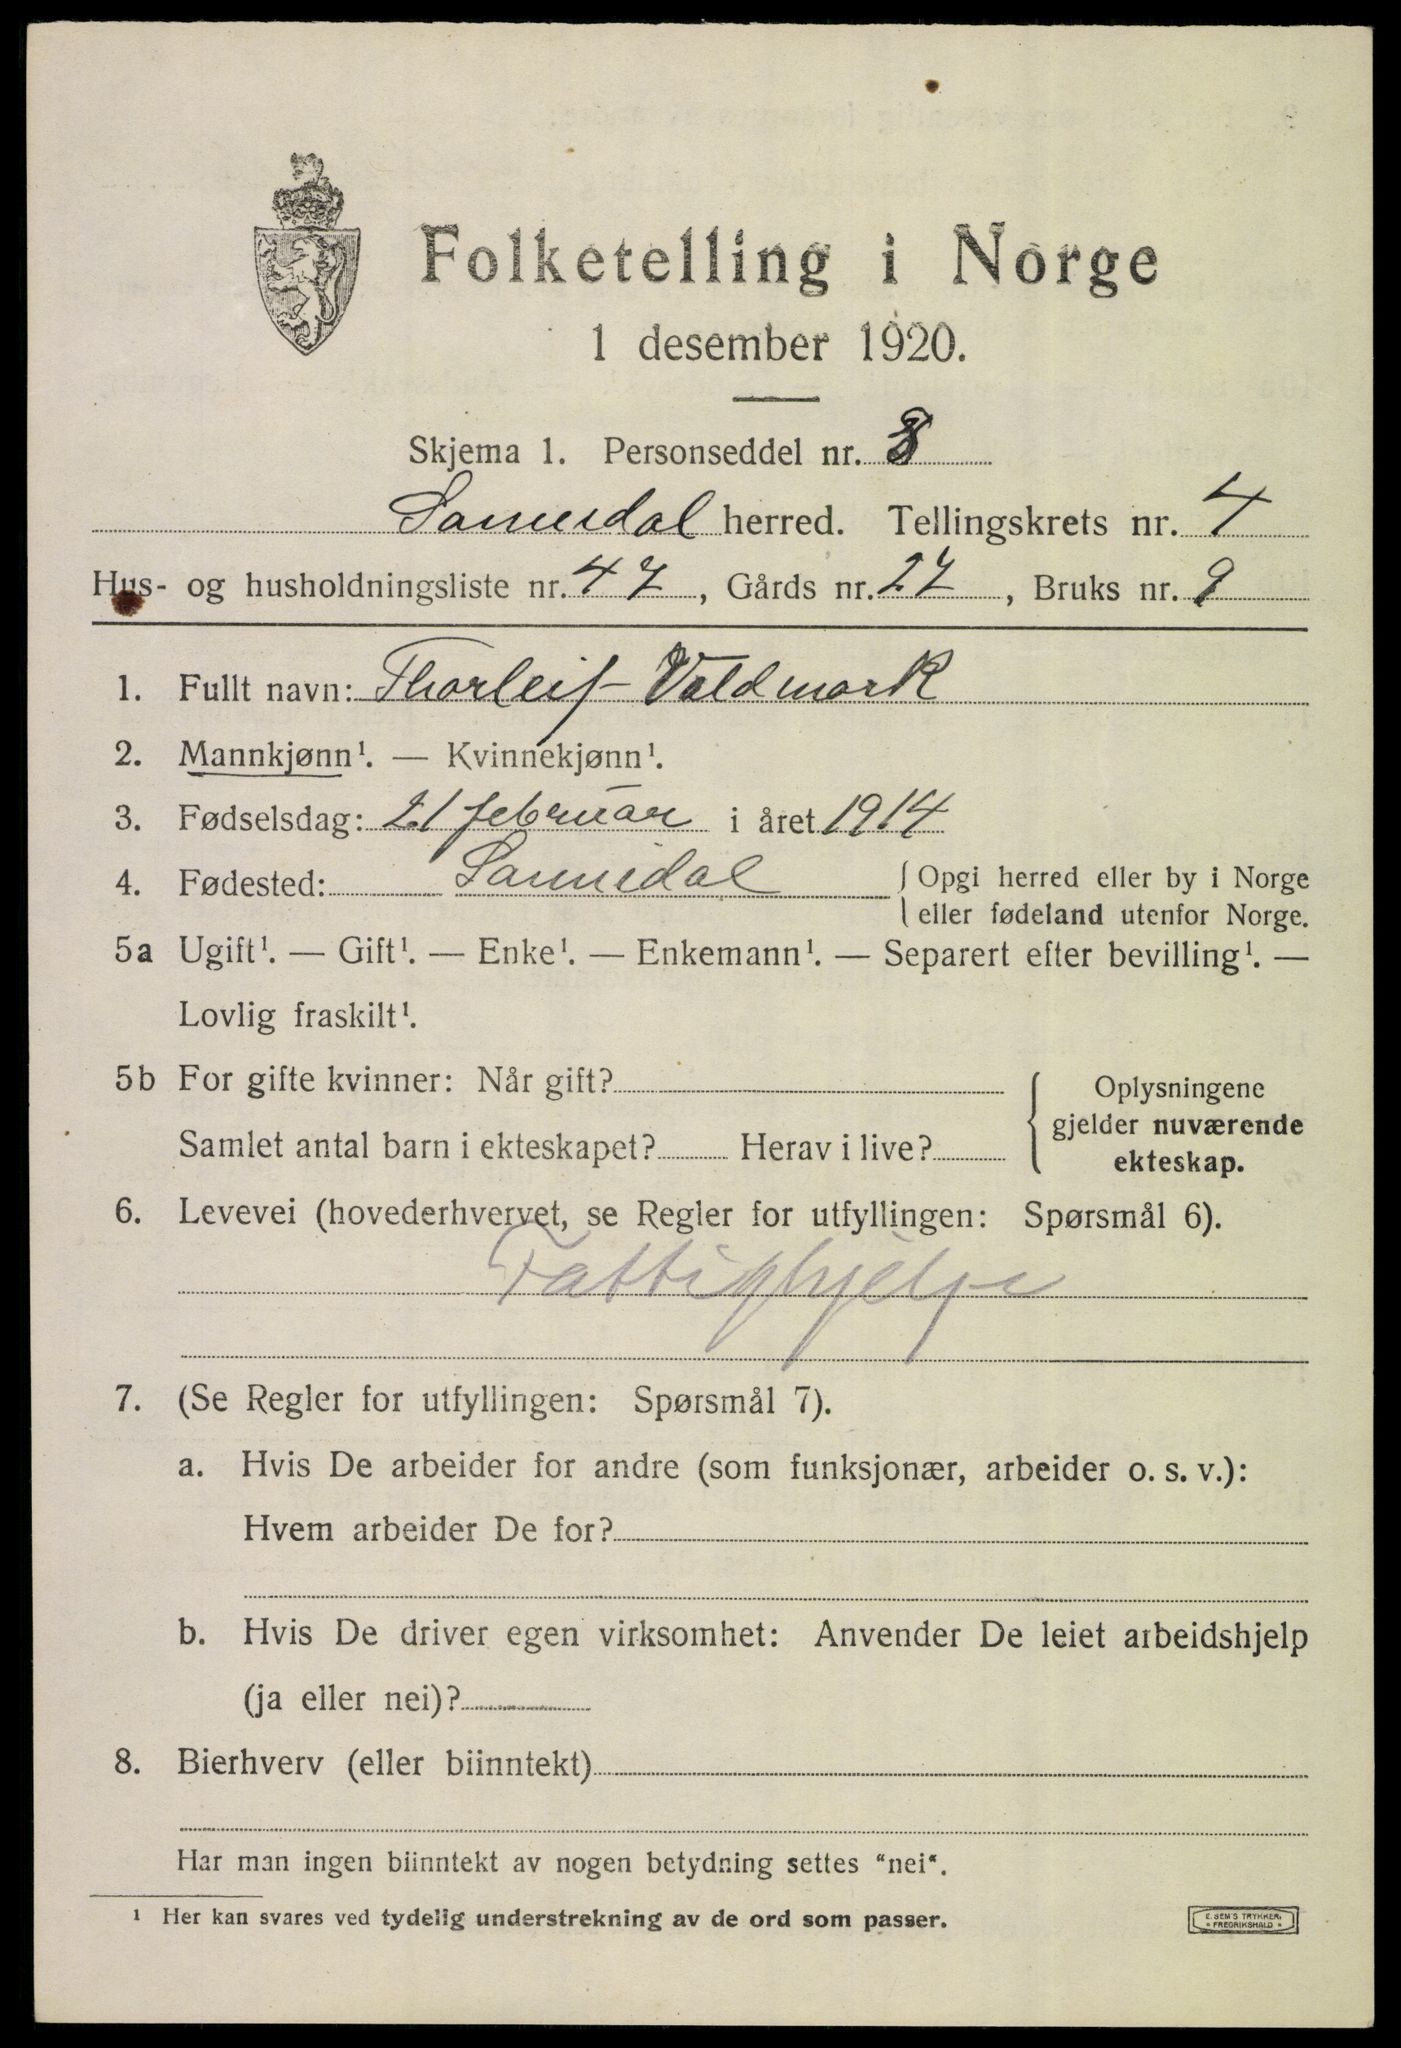 Folketelling i Norge
1 desember 1920.
Skjema 1. Personseddel nr. 8
Sannidal herred. Tellingskrets nr. 4
Hus- og husholdningsliste nr. 47, Gårds nr. 27, Bruks nr. 9
1. Fullt navn: Thorleif Valdmark
2. Mannkjønn¹. — Kvinnekjønn¹.
3. Fødselsdag: 21 februar i året 1914
4. Fødested: Sannidal { Opgi herred eller by i Norge
eller fødeland utenfor Norge.
5a Ugift¹. — Gift¹. — Enke¹. — Enkemann¹. — Separert efter bevilling¹. —
Lovlig fraskilt¹.
5b For gifte kvinner: Når gift? { Oplysningene
gjelder nuværende
Samlet antal barn i ekteskapet? Herav i live? ekteskap.
6. Levevei (hovederhvervet, se Regler for utfyllingen: Spørsmål 6).
Fattighjelp
7. (Se Regler for utfyllingen: Spørsmål 7).
a. Hvis De arbeider for andre (som funksjonær, arbeider o. s. v.):
Hvem arbeider De for?
b. Hvis De driver egen virksomhet: Anvender De leiet arbeidshjelp
(ja eller nei)?
8. Bierhverv (eller biinntekt)
Har man ingen biinntekt av nogen betydning settes "nei".
¹ Her kan svares ved tydelig understrekning av de ord som passer.
E. SEM'S TRYKKERI,
* FREDRIKSHALD *